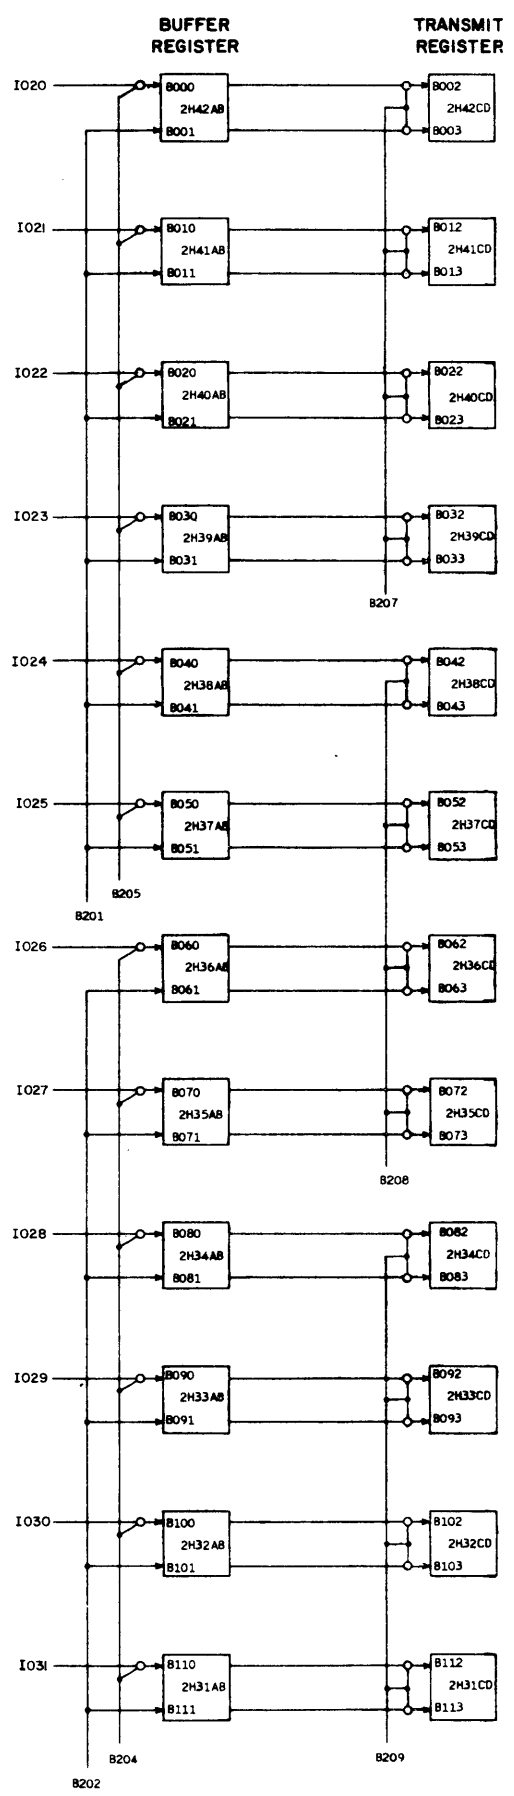 BUFFER REGISTER
TRANSMIT REGISTER
I020
B000
2H42AB
B001
B002
2H42CD
B003
I021
B010
2H41AB
B011
B012
2H41CD
B013
I022
B020
2H40AB
B021
B022
2H40CD
B023
I023
B030
2H39AB
B031
B032
2H39CD
B033
B207
I024
B040
2H38AB
B041
B042
2H38CD
B043
I025
B050
2H37AB
B051
B052
2H37CD
B053
B205
B201
I026
B060
2H36AB
B061
B062
2H36CD
B063
I027
B070
2H35AB
B071
B072
2H35CD
B073
B208
I028
B080
2H34AB
B081
B082
2H34CD
B083
I029
B090
2H33AB
B091
B092
2H33CD
B093
I030
B100
2H32AB
B101
B102
2H32CD
B103
I031
B110
2H31AB
B111
B112
2H31CD
B113
B204
B209
B202